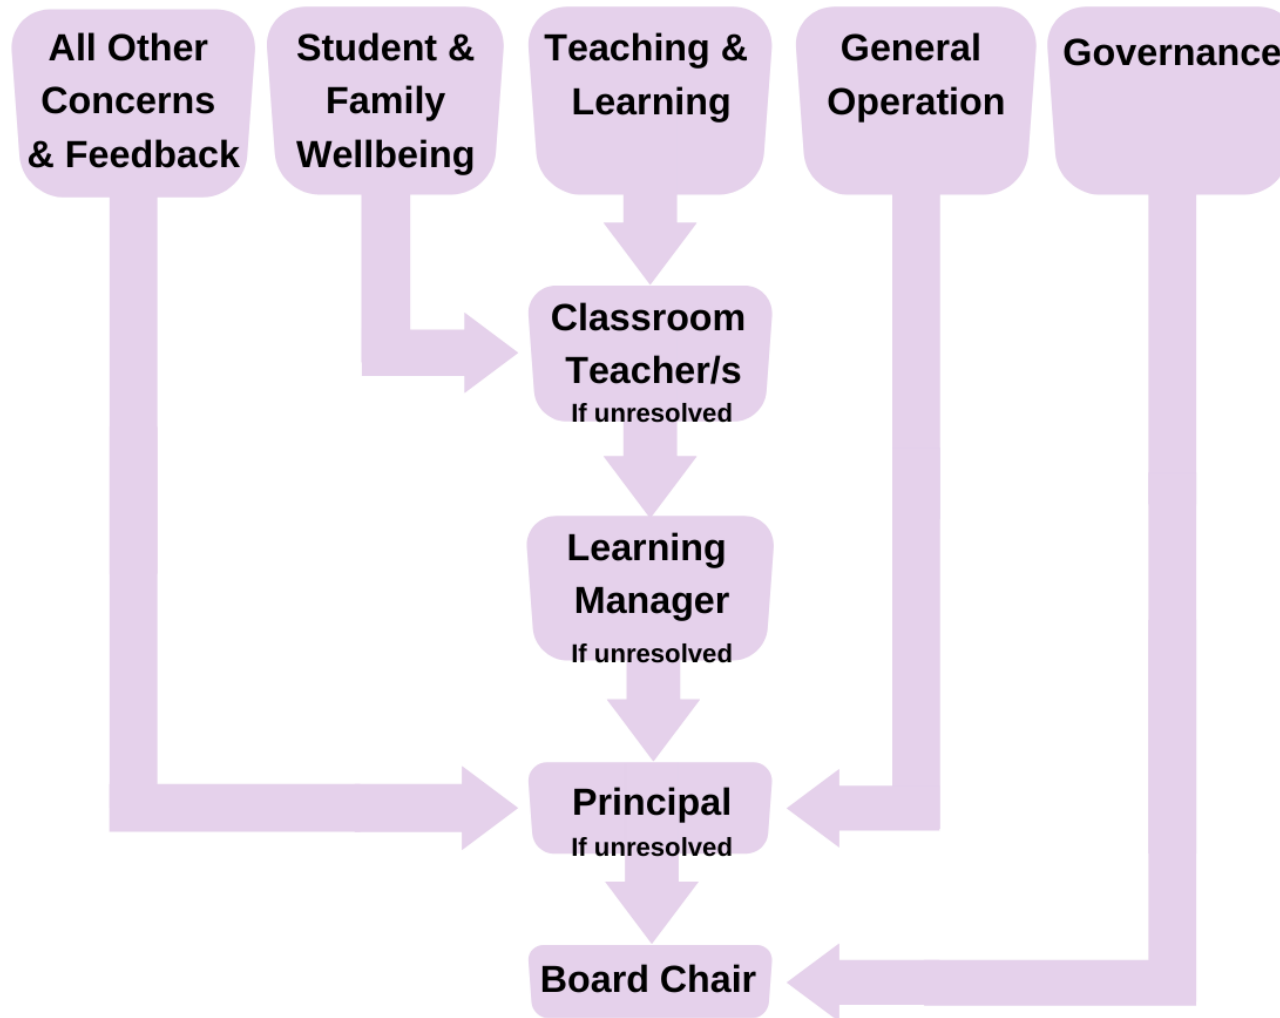 All Other
Concerns
& Feedback
Student &
Family
Wellbeing
Teaching &
Learning
General
Operation
Governance
Classroom
Teacher/s
If unresolved
Learning
Manager
If unresolved
Principal
If unresolved
Board Chair